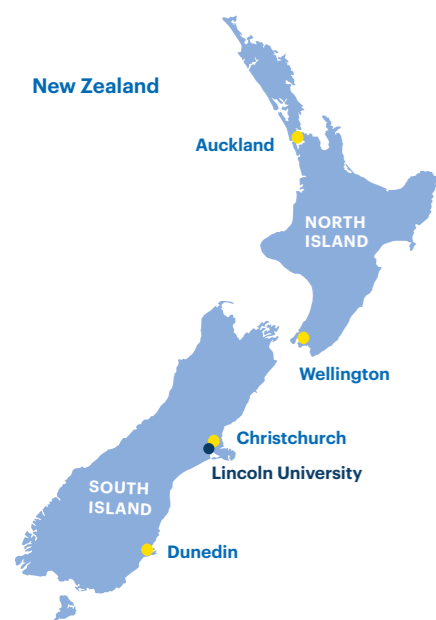 New Zealand
Auckland
NORTH
ISLAND
Wellington
Christchurch
Lincoln University
SOUTH
ISLAND
Dunedin